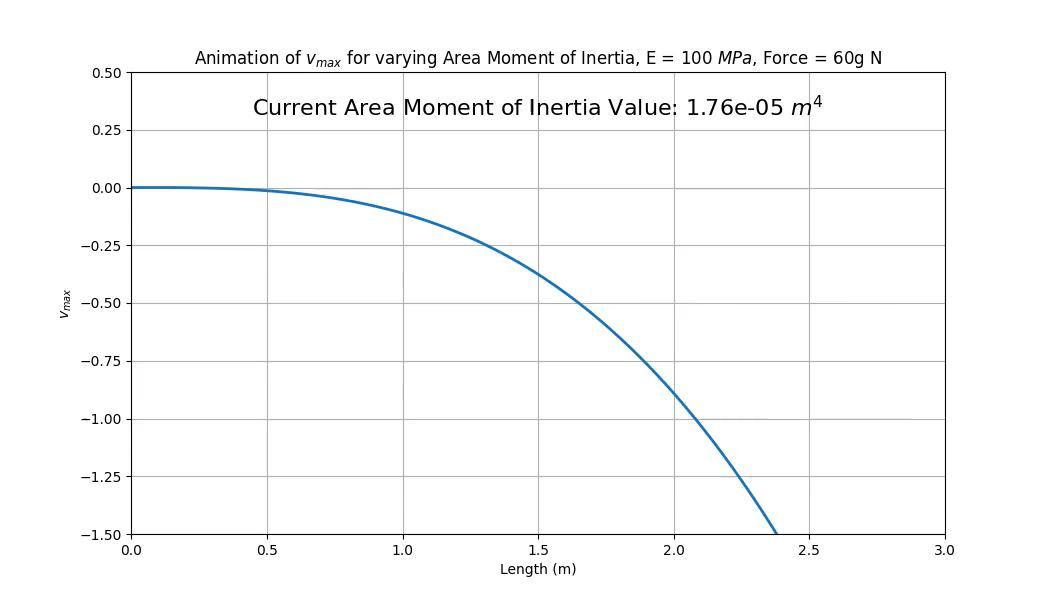 Animation of v_max for varying Area Moment of Inertia, E = 100 MPa, Force = 60g N
Current Area Moment of Inertia Value: 1.76e-05 m⁴
0.50
0.25
0.00
−0.25
−0.50
−0.75
−1.00
−1.25
−1.50
v_max
0.0 0.5 1.0 1.5 2.0 2.5 3.0
Length (m)